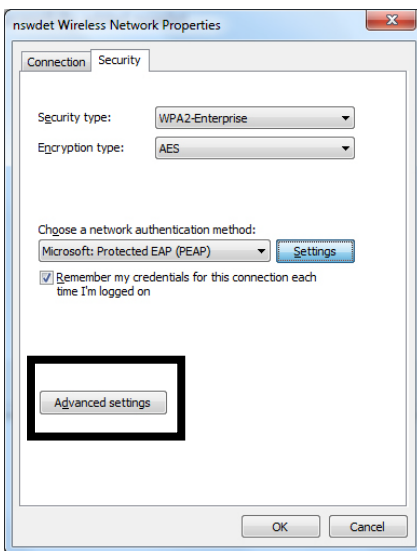 nswdet Wireless Network Properties
Connection Security
Security type: WPA2-Enterprise
Encryption type: AES
Choose a network authentication method:
Microsoft: Protected EAP (PEAP) Settings
Remember my credentials for this connection each
time I'm logged on
Advanced settings
OK Cancel